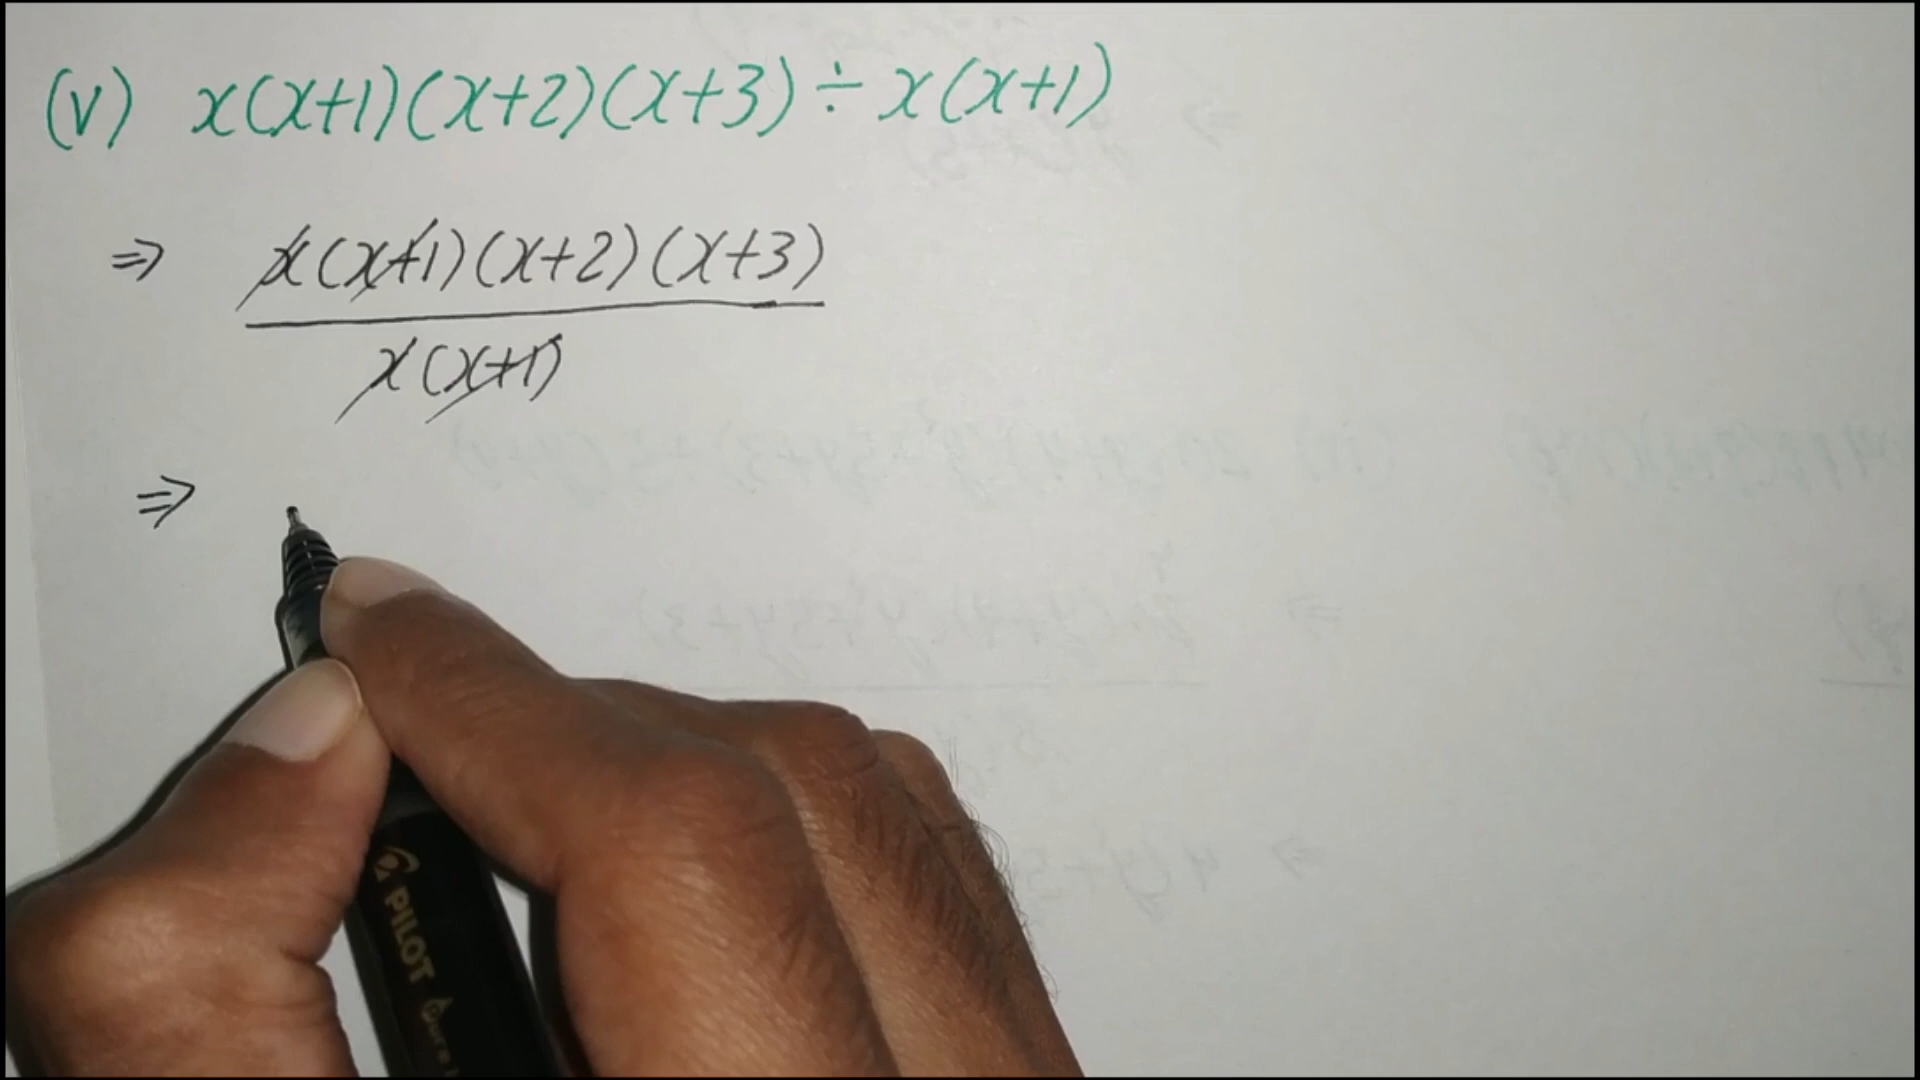 (v) x(x+1)(x+2)(x+3) ÷ x(x+1)
⇒ x(x+1)(x+2)(x+3)
x(x+1)
⇒
PILOT